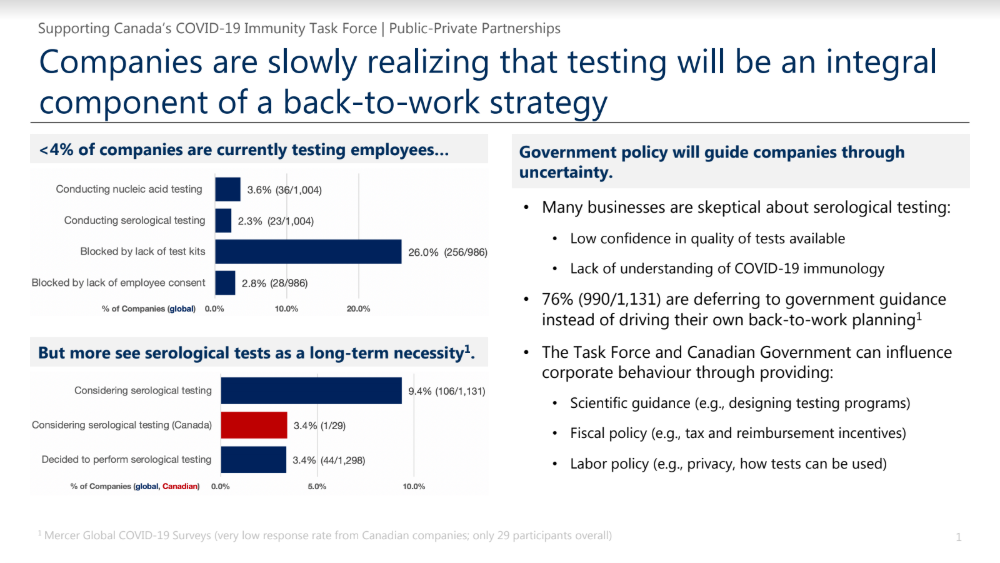 Supporting Canada's COVID-19 Immunity Task Force | Public-Private Partnerships
Companies are slowly realizing that testing will be an integral
component of a back-to-work strategy
<4% of companies are currently testing employees…
Conducting nucleic acid testing 3.6% (36/1,004)
Conducting serological testing 2.3% (23/1,004)
Blocked by lack of test kits 26.0% (256/986)
Blocked by lack of employee consent 2.8% (28/986)
% of Companies (global) 0.0% 10.0% 20.0%
But more see serological tests as a long-term necessity¹.
Considering serological testing 9.4% (106/1,131)
Considering serological testing (Canada) 3.4% (1/29)
Decided to perform serological testing 3.4% (44/1,298)
% of Companies (global, Canadian) 0.0% 5.0% 10.0%
Government policy will guide companies through
uncertainty.
• Many businesses are skeptical about serological testing:
• Low confidence in quality of tests available
• Lack of understanding of COVID-19 immunology
• 76% (990/1,131) are deferring to government guidance
instead of driving their own back-to-work planning¹
• The Task Force and Canadian Government can influence
corporate behaviour through providing:
• Scientific guidance (e.g., designing testing programs)
• Fiscal policy (e.g., tax and reimbursement incentives)
• Labor policy (e.g., privacy, how tests can be used)
¹ Mercer Global COVID-19 Surveys (very low response rate from Canadian companies; only 29 participants overall)
1